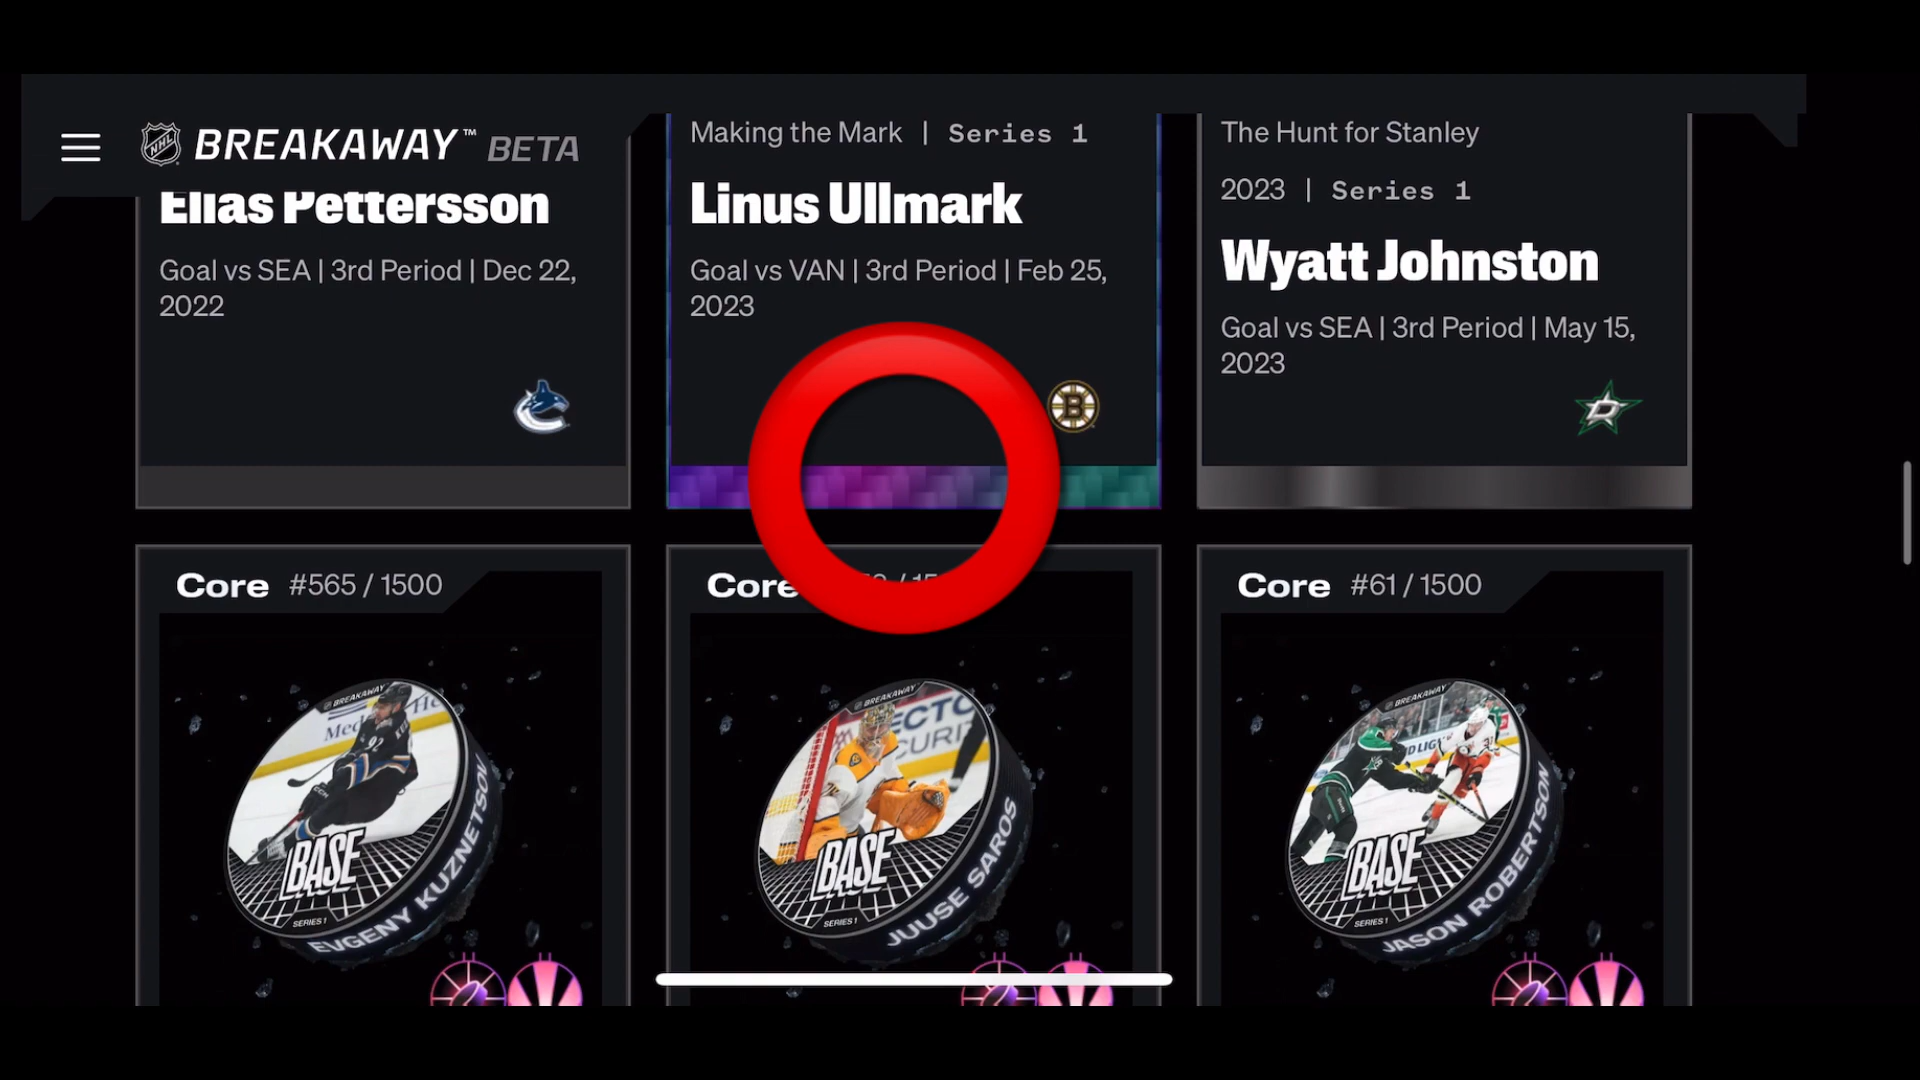 NHL BREAKAWAY™ BETA
Elias Pettersson
Goal vs SEA | 3rd Period | Dec 22,
2022
Making the Mark | Series 1
Linus Ullmark
Goal vs VAN | 3rd Period | Feb 25,
2023
B
The Hunt for Stanley
2023 | Series 1
Wyatt Johnston
Goal vs SEA | 3rd Period | May 15,
2023
D
Core #565 / 1500
BREAKAWAY
BASE
SERIES 1
EVGENY KUZNETSOV
Core
BREAKAWAY
BASE
SERIES 1
JUUSE SAROS
Core #61 / 1500
BREAKAWAY
BASE
SERIES 1
JASON ROBERTSON